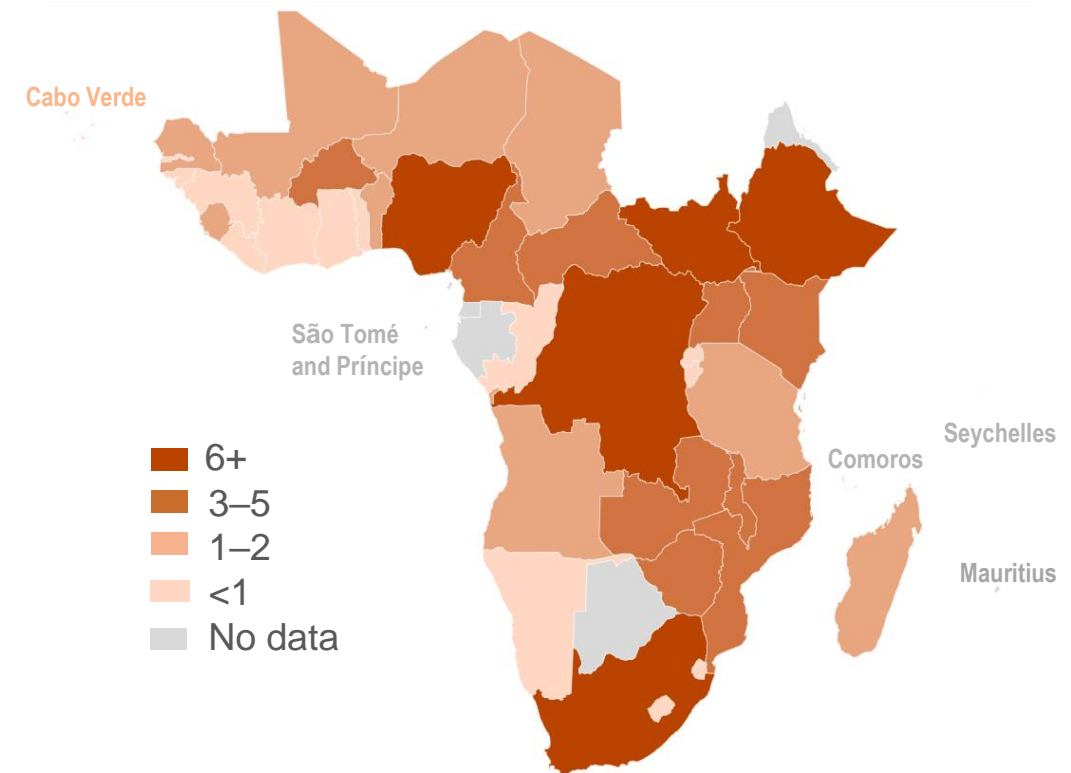 Cabo Verde
São Tomé
and Príncipe
Seychelles
Comoros
Mauritius
6+
3–5
1–2
<1
No data